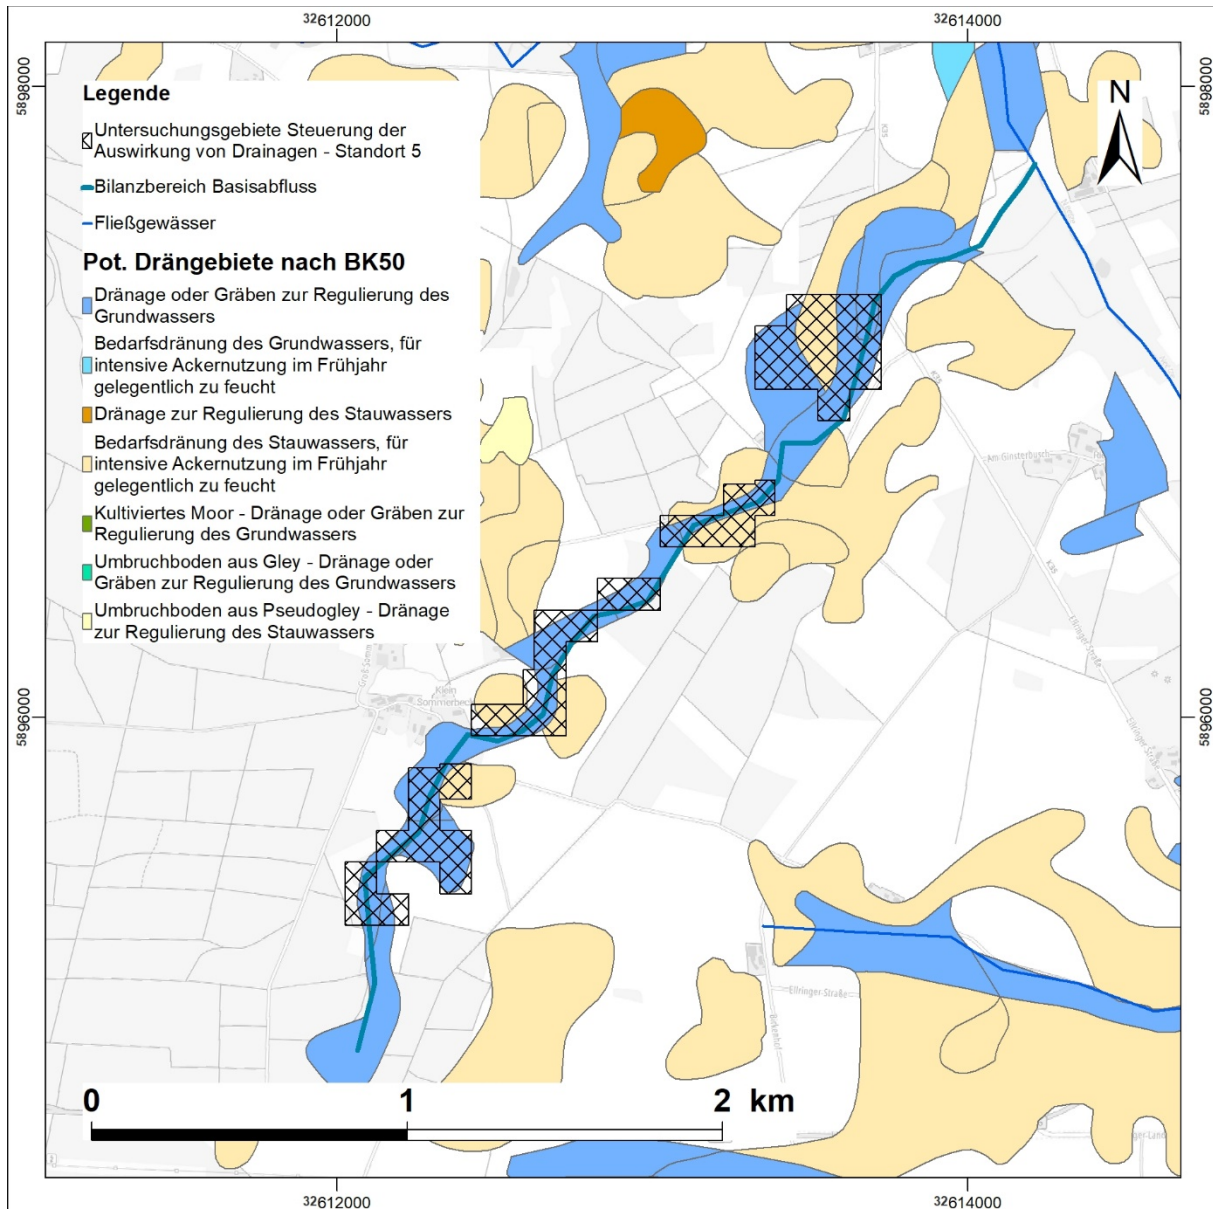 32612000
32614000
5898000
5898000
Legende
Untersuchungsgebiete Steuerung der
Auswirkung von Drainagen - Standort 5
Bilanzbereich Basisabfluss
Fließgewässer
Pot. Drängebiete nach BK50
Dränage oder Gräben zur Regulierung des
Grundwassers
Bedarfsdränung des Grundwassers, für
intensive Ackernutzung im Frühjahr
gelegentlich zu feucht
Dränage zur Regulierung des Stauwassers
Bedarfsdränung des Stauwassers, für
intensive Ackernutzung im Frühjahr
gelegentlich zu feucht
Kultiviertes Moor - Dränage oder Gräben zur
Regulierung des Grundwassers
Umbruchboden aus Gley - Dränage oder
Gräben zur Regulierung des Grundwassers
Umbruchboden aus Pseudogley - Dränage
zur Regulierung des Stauwassers
N
K35
K35
Am Ginsterbusch
K35
Ellringer Straße
Ellringer Straße
Klein
Sommerbeck
5896000
5896000
Ellringer Straße
Birkenhof
0 1 2 km
32612000
32614000